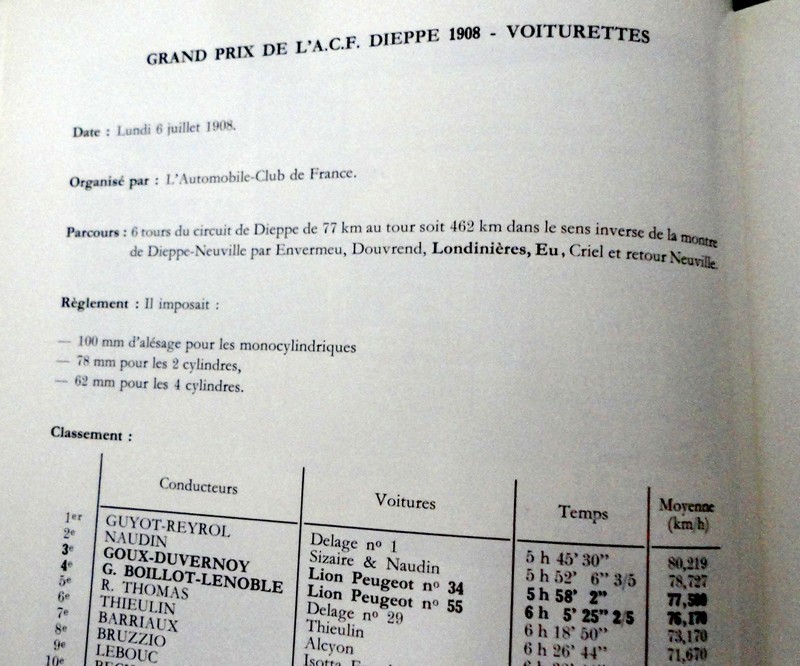 GRAND PRIX DE L'A.C.F. DIEPPE 1908 - VOITURETTES
Date : Lundi 6 juillet 1908.
Organisé par : L'Automobile-Club de France.
Parcours : 6 tours du circuit de Dieppe de 77 km au tour soit 462 km dans le sens inverse de la montre
de Dieppe-Neuville par Envermeu, Douvrend, Londinières, Eu, Criel et retour Neuville.
Règlement : Il imposait :
— 100 mm d'alésage pour les monocylindriques
— 78 mm pour les 2 cylindres,
— 62 mm pour les 4 cylindres.
Classement :
Conducteurs Voitures Temps Moyenne
(km/h)
1er GUYOT-REYROL Delage nº 1 5 h 45' 30" 80,219
2e NAUDIN Sizaire & Naudin 5 h 52' 6" 3/5 78,727
3e GOUX-DUVERNOY Lion Peugeot nº 34 5 h 58' 2"
4e G. BOILLOT-LENOBLE Lion Peugeot nº 55 6 h 5' 25" 2/5 76,170
5e R. THOMAS Delage nº 29 6 h 18' 50" 73,170
6e THIEULIN Thieulin 6 h 26' 44" 71,670
7e BARRIAUX Alcyon
8e BRUZZIO Isotta
9e LEBOUC
10e